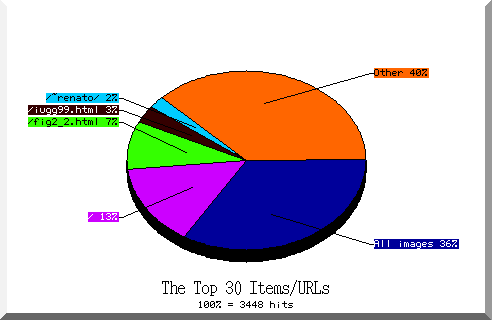 Other 40%
/~renato/ 2%
/iugg99.html 3%
/fig2_2.html 7%
/ 13%
All images 36%
The Top 30 Items/URLs
100% = 3448 hits